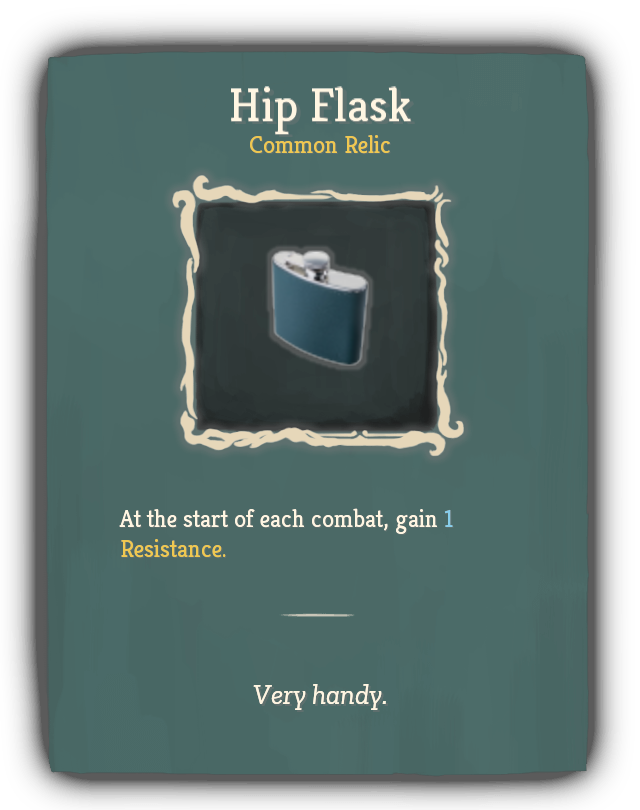 Hip Flask
Common Relic
At the start of each combat, gain 1
Resistance.
Very handy.